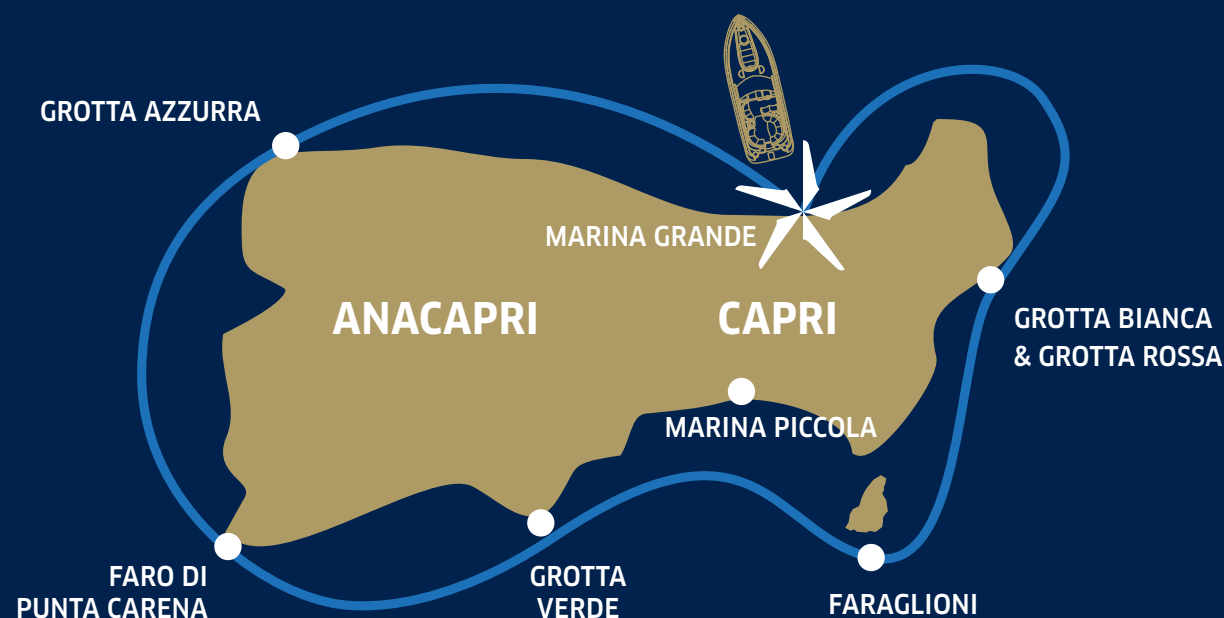 GROTTA AZZURRA
MARINA GRANDE
ANACAPRI
CAPRI
GROTTA BIANCA
& GROTTA ROSSA
MARINA PICCOLA
FARO DI
PUNTA CARENA
GROTTA
VERDE
FARAGLIONI